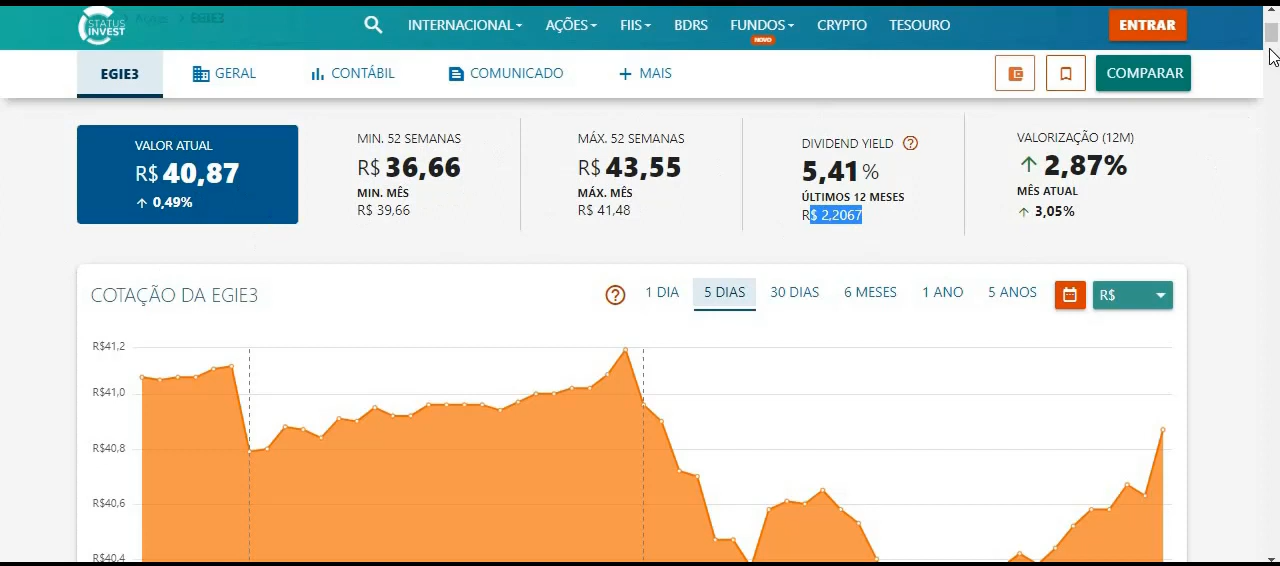 STATUS INVEST
INTERNACIONAL
AÇÕES
FIIS
BDRS
FUNDOS
NOVO
CRYPTO
TESOURO
ENTRAR
EGIE3
GERAL
CONTÁBIL
COMUNICADO
+ MAIS
COMPARAR
VALOR ATUAL
R$ 40,87
↑ 0,49%
MIN. 52 SEMANAS
R$ 36,66
MIN. MÊS
R$ 39,66
MÁX. 52 SEMANAS
R$ 43,55
MÁX. MÊS
R$ 41,48
DIVIDEND YIELD ?
5,41 %
ÚLTIMOS 12 MESES
R$ 2,2067
VALORIZAÇÃO (12M)
↑ 2,87%
MÊS ATUAL
↑ 3,05%
COTAÇÃO DA EGIE3
?
1 DIA
5 DIAS
30 DIAS
6 MESES
1 ANO
5 ANOS
R$
R$41,2
R$41,0
R$40,8
R$40,6
R$40,4